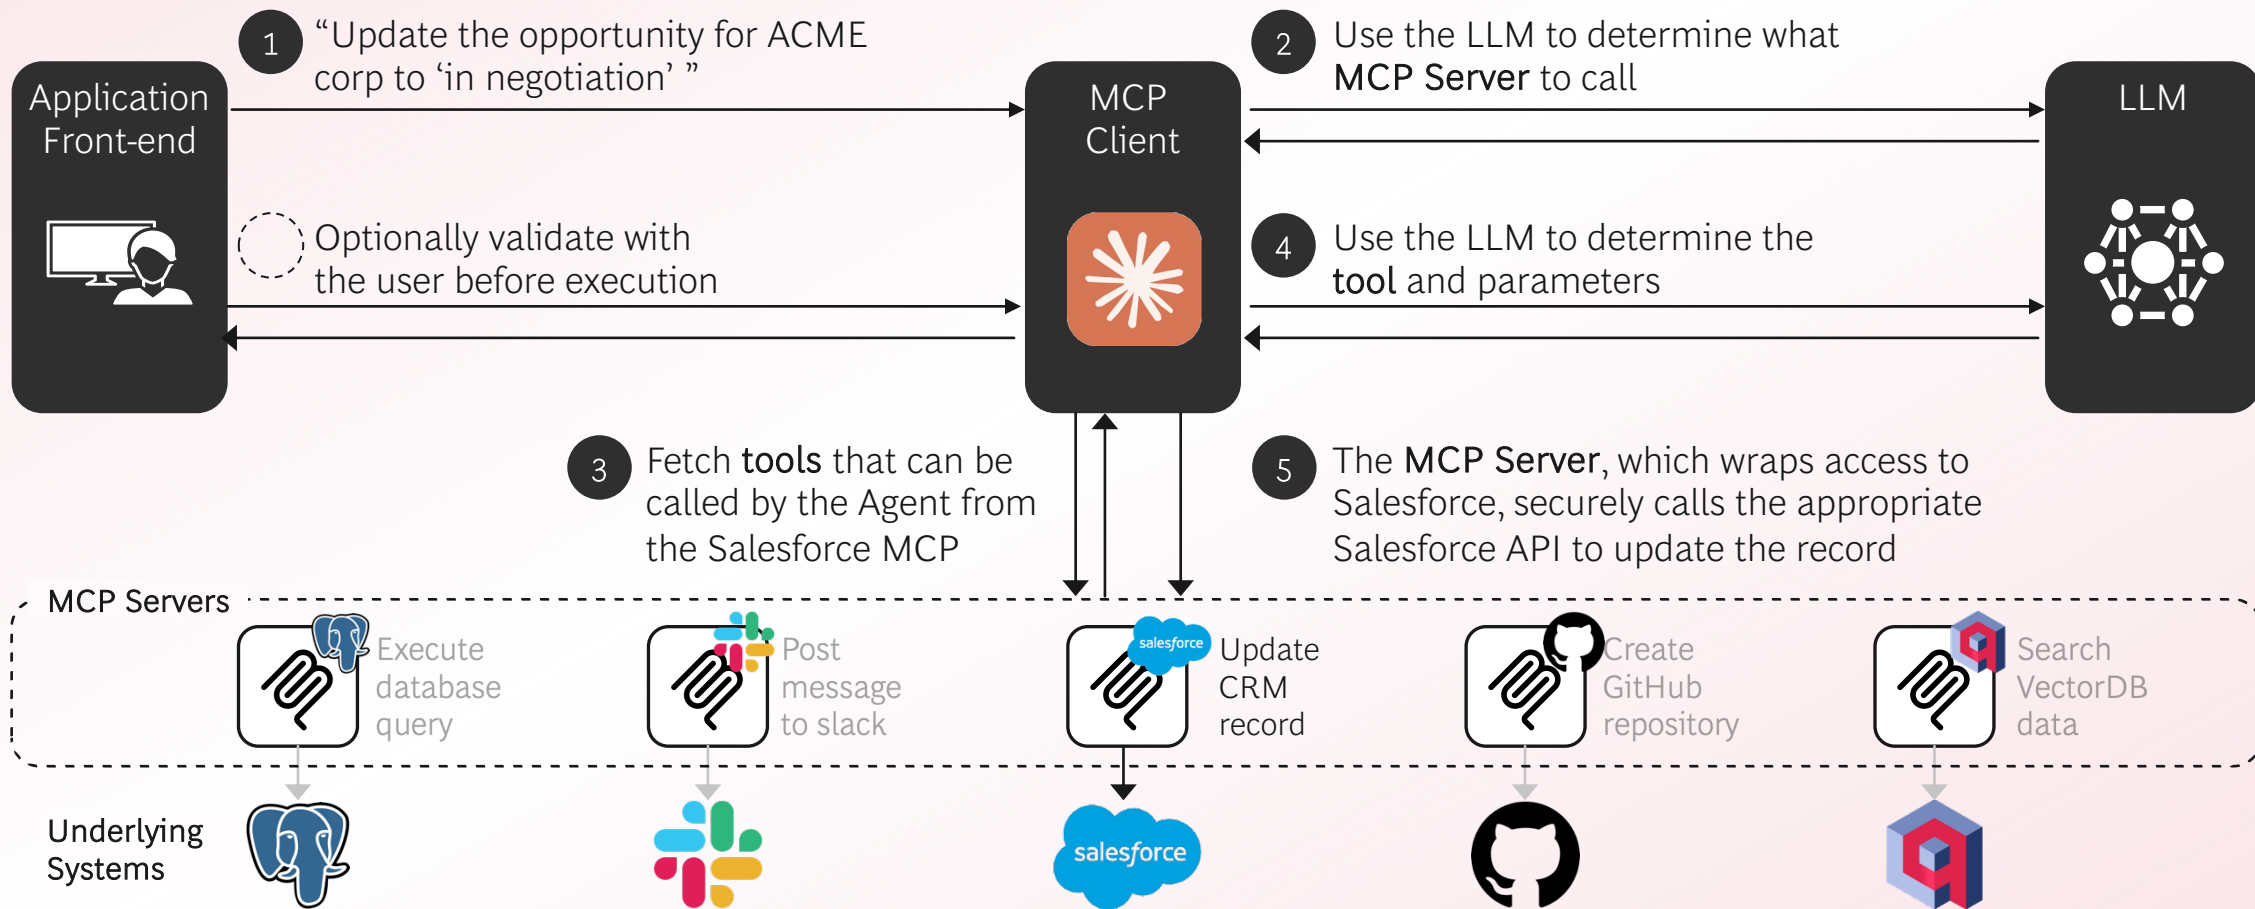 1
“Update the opportunity for ACME
corp to ‘in negotiation’ ”
2
Use the LLM to determine what
MCP Server to call
Application
Front-end
MCP
Client
LLM
Optionally validate with
the user before execution
4
Use the LLM to determine the
tool and parameters
3
Fetch tools that can be
called by the Agent from
the Salesforce MCP
5
The MCP Server, which wraps access to
Salesforce, securely calls the appropriate
Salesforce API to update the record
MCP Servers
Execute
database
query
Post
message
to slack
salesforce
Update
CRM
record
Create
GitHub
repository
Search
VectorDB
data
Underlying
Systems
salesforce